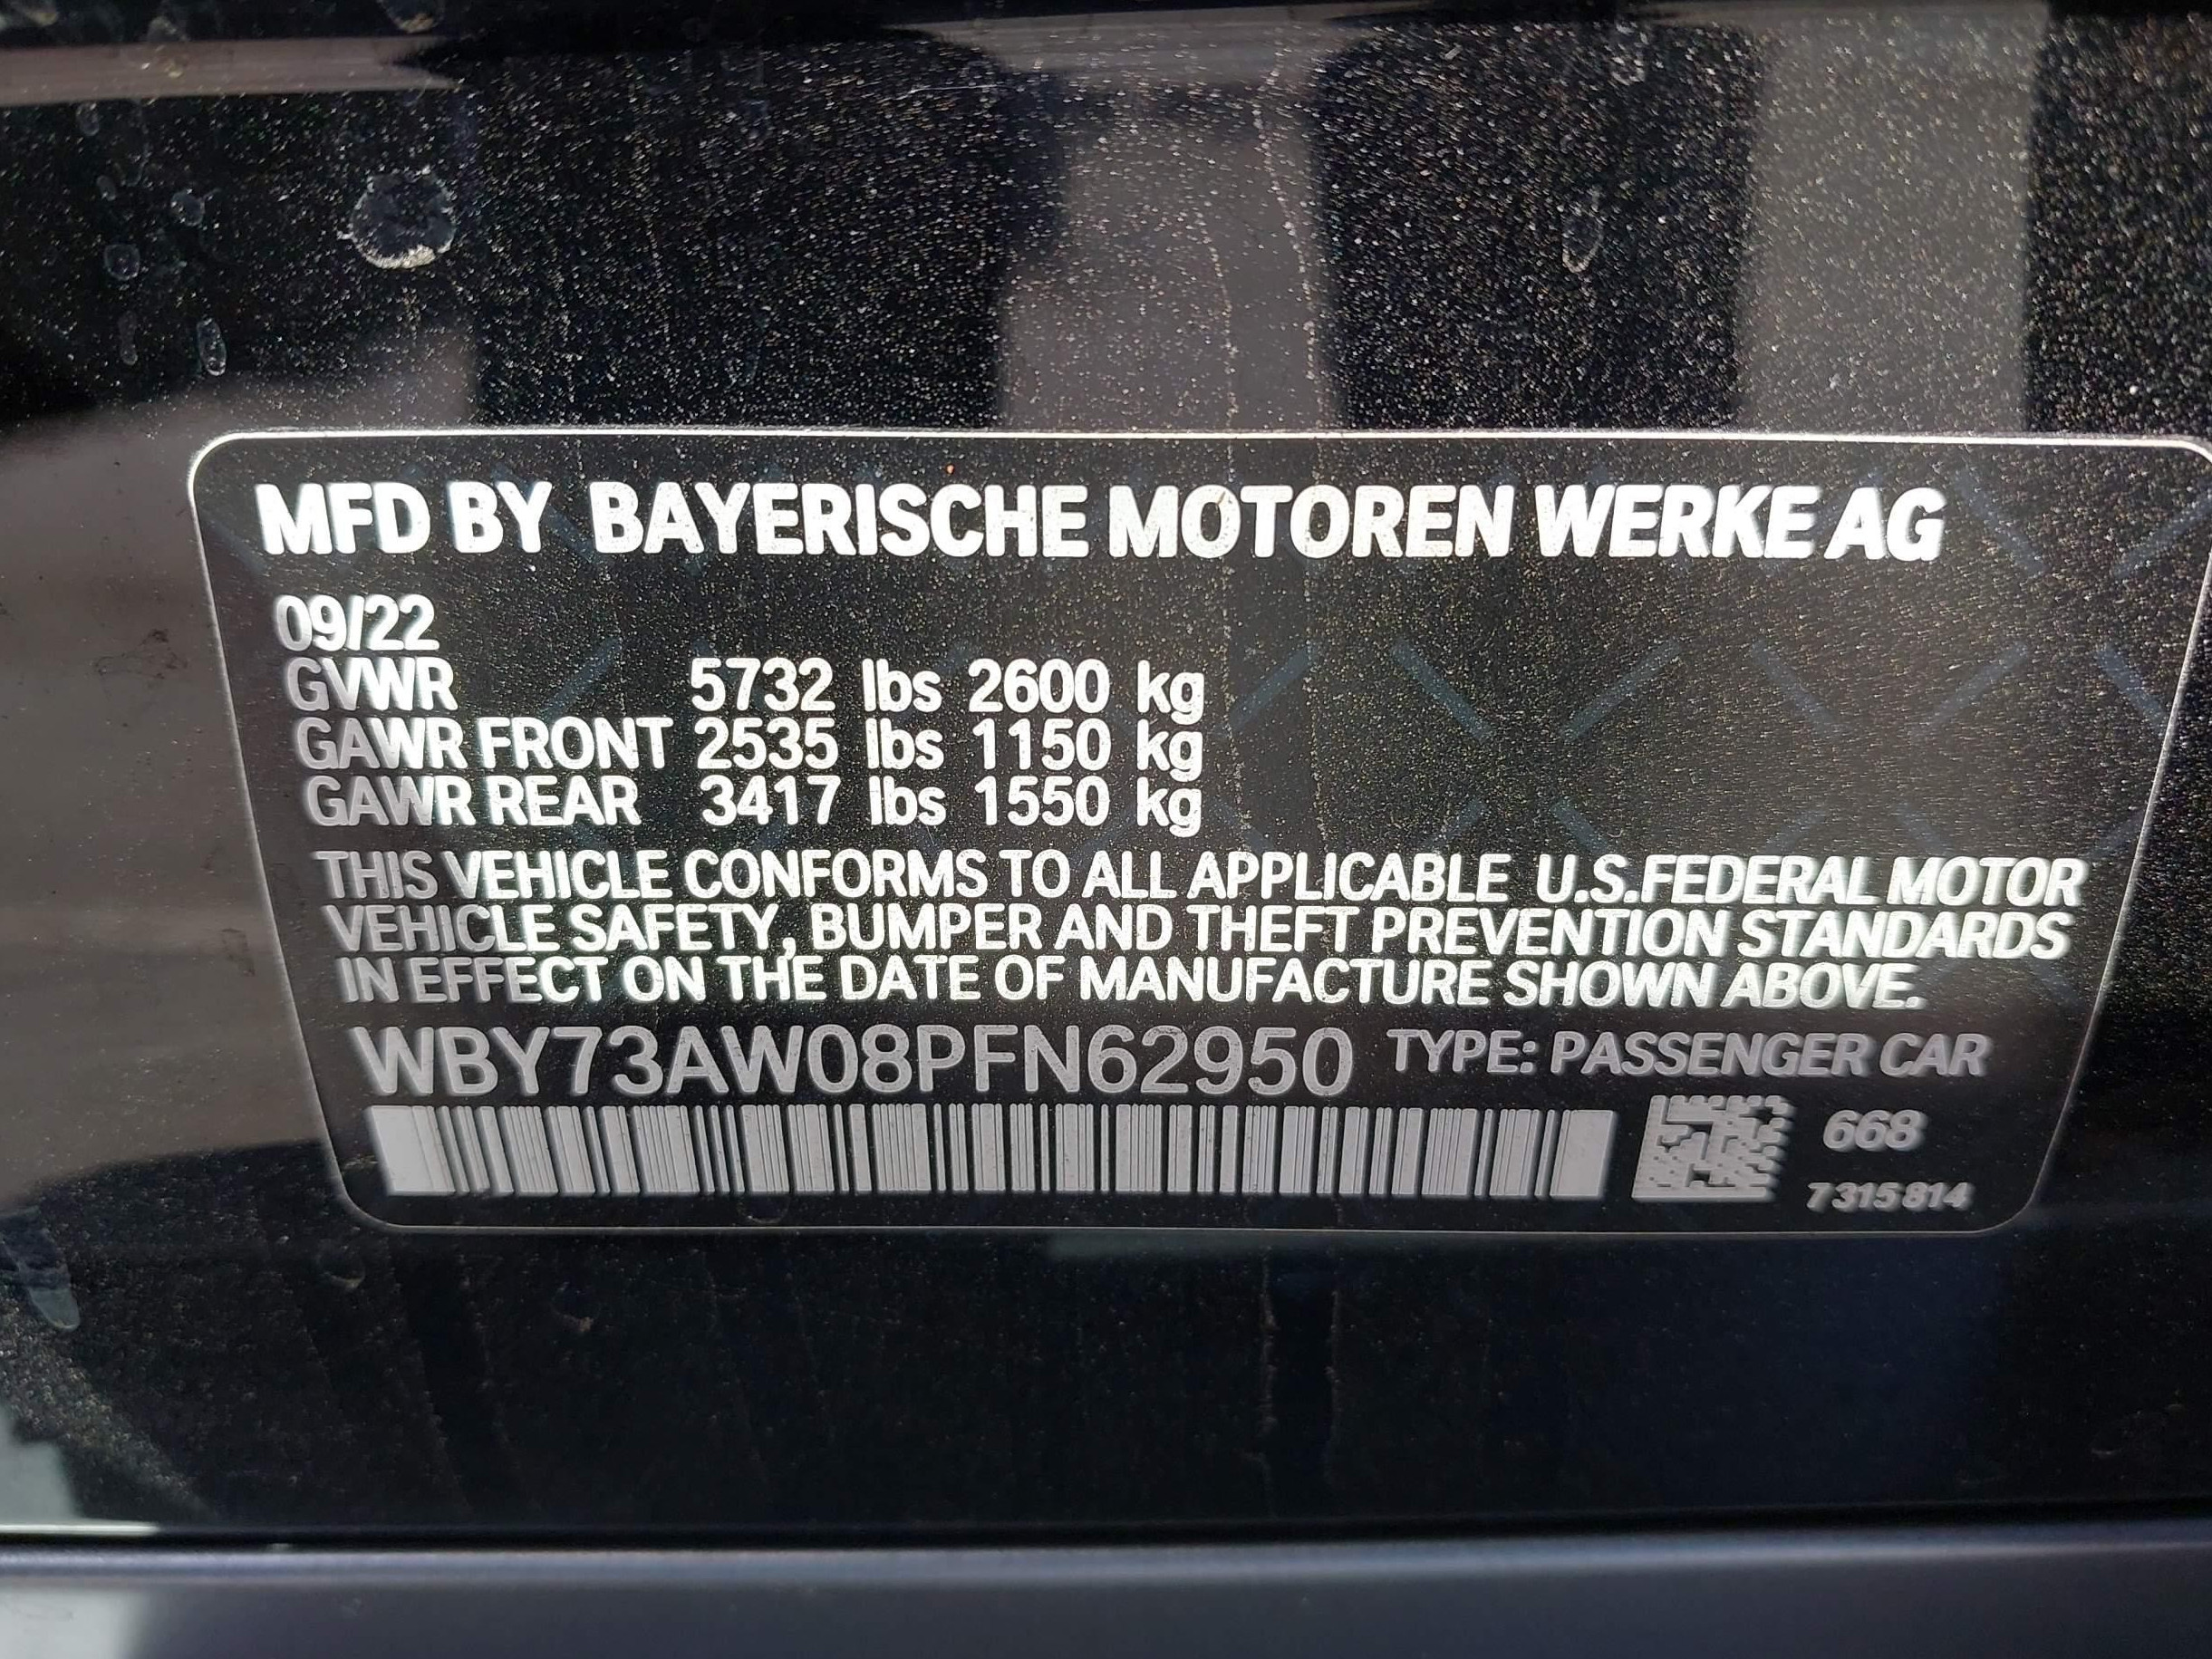 MFD BY BAYERISCHE MOTOREN WERKE AG
09/22
GVWR 5732 lbs 2600 kg
GAWR FRONT 2535 lbs 1150 kg
GAWR REAR 3417 lbs 1550 kg
THIS VEHICLE CONFORMS TO ALL APPLICABLE U.S.FEDERAL MOTOR
VEHICLE SAFETY, BUMPER AND THEFT PREVENTION STANDARDS
IN EFFECT ON THE DATE OF MANUFACTURE SHOWN ABOVE.
WBY73AW08PFN62950 TYPE: PASSENGER CAR
668
7315814